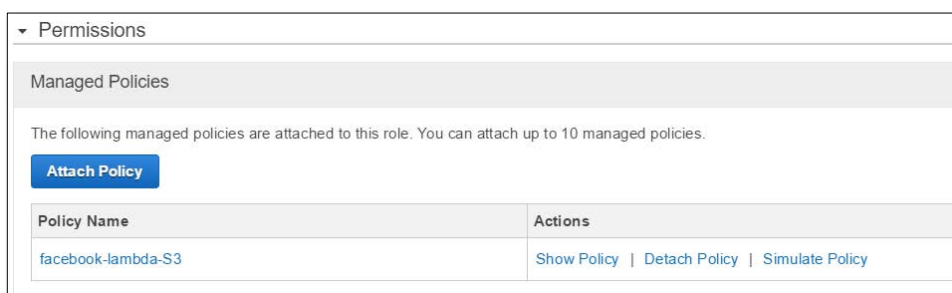 Permissions
Managed Policies
The following managed policies are attached to this role. You can attach up to 10 managed policies.
Attach Policy
Policy Name Actions
facebook-lambda-S3 Show Policy | Detach Policy | Simulate Policy